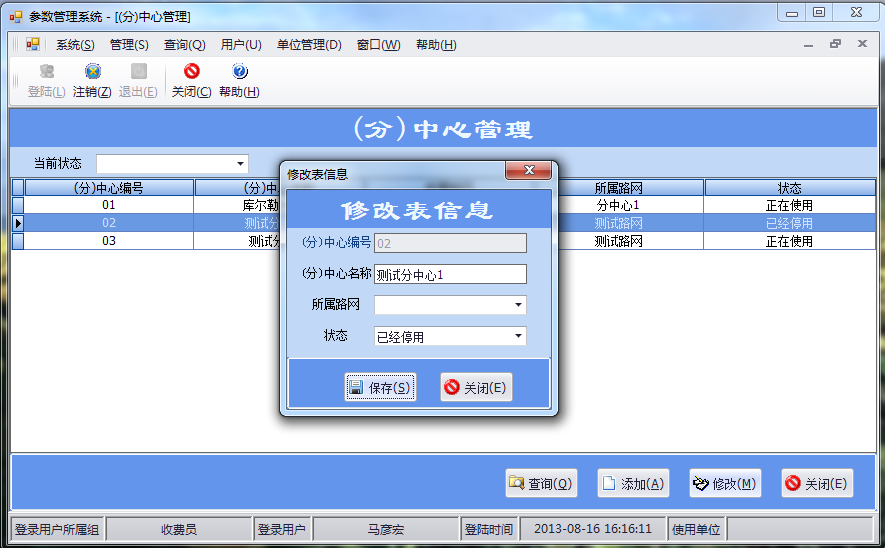 参数管理系统 - [(分)中心管理]
系统(S) 管理(S) 查询(Q) 用户(U) 单位管理(D) 窗口(W) 帮助(H)
登陆(L) 注销(Z) 退出(E) 关闭(C) 帮助(H)
(分)中心管理
当前状态
(分)中心编号 (分)中 所属路网 状态
01 库尔勒 分中心1 正在使用
02 测试分 测试路网 已经停用
03 测试分 测试路网 正在使用
修改表信息
修改表信息
(分)中心编号 02
(分)中心名称 测试分中心1
所属路网
状态 已经停用
保存(S) 关闭(E)
查询(Q) 添加(A) 修改(M) 关闭(E)
登录用户所属组 收费员 登录用户 马彦宏 登陆时间 2013-08-16 16:16:11 使用单位